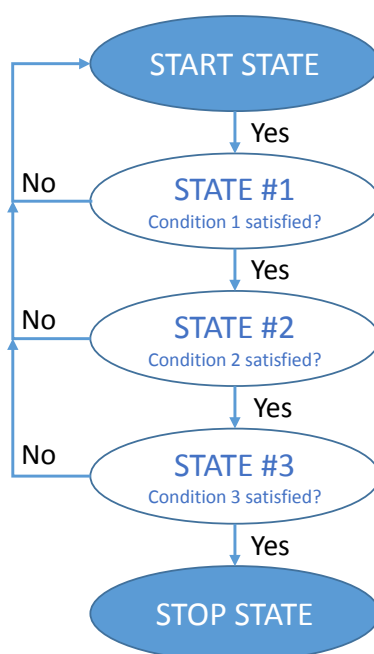 START STATE
Yes
No
STATE #1
Condition 1 satisfied?
Yes
No
STATE #2
Condition 2 satisfied?
Yes
No
STATE #3
Condition 3 satisfied?
Yes
STOP STATE